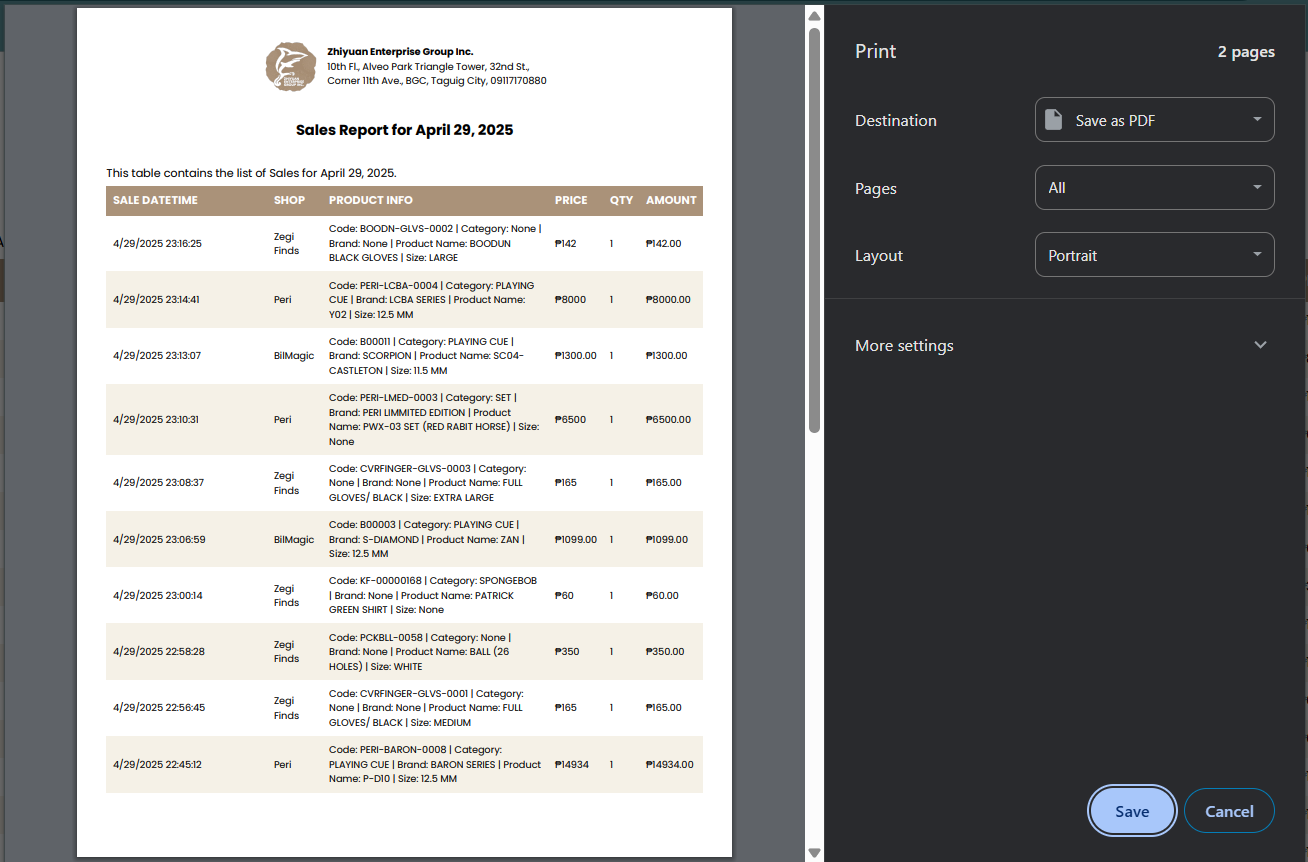 Zhiyuan Enterprise Group Inc.
10th Fl., Alveo Park Triangle Tower, 32nd St.,
Corner 11th Ave., BGC, Taguig City, 09117170880
Sales Report for April 29, 2025
This table contains the list of Sales for April 29, 2025.
SALE DATETIME SHOP PRODUCT INFO PRICE QTY AMOUNT
4/29/2025 23:16:25
Zegi
Finds
Code: BOODN-GLVS-0002 | Category: None |
Brand: None | Product Name: BOODUN
BLACK GLOVES | Size: LARGE
₱142 1 ₱142.00
4/29/2025 23:14:41
Peri
Code: PERI-LCBA-0004 | Category: PLAYING
CUE | Brand: LCBA SERIES | Product Name:
Y02 | Size: 12.5 MM
₱8000 1 ₱8000.00
4/29/2025 23:13:07
BilMagic
Code: B00011 | Category: PLAYING CUE |
Brand: SCORPION | Product Name: SC04-
CASTLETON | Size: 11.5 MM
₱1300.00 1 ₱1300.00
4/29/2025 23:10:31
Peri
Code: PERI-LMED-0003 | Category: SET |
Brand: PERI LIMMITED EDITION | Product
Name: PWX-03 SET (RED RABIT HORSE) | Size:
None
₱6500 1 ₱6500.00
4/29/2025 23:08:37
Zegi
Finds
Code: CVRFINGER-GLVS-0003 | Category:
None | Brand: None | Product Name: FULL
GLOVES/ BLACK | Size: EXTRA LARGE
₱165 1 ₱165.00
4/29/2025 23:06:59
BilMagic
Code: B00003 | Category: PLAYING CUE |
Brand: S-DIAMOND | Product Name: ZAN |
Size: 12.5 MM
₱1099.00 1 ₱1099.00
4/29/2025 23:00:14
Zegi
Finds
Code: KF-00000168 | Category: SPONGEBOB
| Brand: None | Product Name: PATRICK
GREEN SHIRT | Size: None
₱60 1 ₱60.00
4/29/2025 22:58:28
Zegi
Finds
Code: PCKBLL-0058 | Category: None |
Brand: None | Product Name: BALL (26
HOLES) | Size: WHITE
₱350 1 ₱350.00
4/29/2025 22:56:45
Zegi
Finds
Code: CVRFINGER-GLVS-0001 | Category:
None | Brand: None | Product Name: FULL
GLOVES/ BLACK | Size: MEDIUM
₱165 1 ₱165.00
4/29/2025 22:45:12
Peri
Code: PERI-BARON-0008 | Category:
PLAYING CUE | Brand: BARON SERIES | Product
Name: P-D10 | Size: 12.5 MM
₱14934 1 ₱14934.00
Print 2 pages
Destination Save as PDF
Pages All
Layout Portrait
More settings
Save Cancel